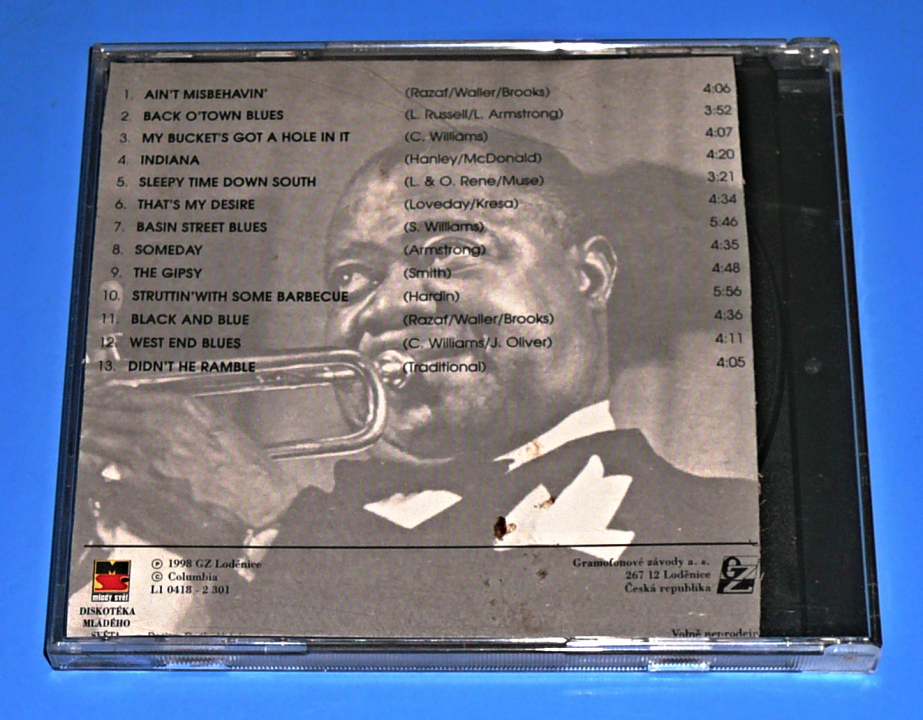 1. AIN'T MISBEHAVIN' (Razaf/Waller/Brooks) 4:06
2. BACK O'TOWN BLUES (L. Russell/L. Armstrong) 3:52
3. MY BUCKET'S GOT A HOLE IN IT (C. Williams) 4:07
4. INDIANA (Hanley/McDonald) 4:20
5. SLEEPY TIME DOWN SOUTH (L. & O. Rene/Muse) 3:21
6. THAT'S MY DESIRE (Loveday/Kresa) 4:34
7. BASIN STREET BLUES (S. Williams) 5:46
8. SOMEDAY (Armstrong) 4:35
9. THE GIPSY (Smith) 4:48
10. STRUTTIN'WITH SOME BARBECUE (Hardin) 5:56
11. BLACK AND BLUE (Razaf/Waller/Brooks) 4:36
12. WEST END BLUES (C. Williams/J. Oliver) 4:11
13. DIDN'T HE RAMBLE (Traditional) 4:05
MS
mladý svět
DISKOTÉKA
MLADÉHO
SVĚTA
℗ 1998 GZ Loděnice
© Columbia
L1 0418 - 2 301
Gramofonové závody a. s.
267 12 Loděnice
Česká republika
GZ
Volně neprodejn